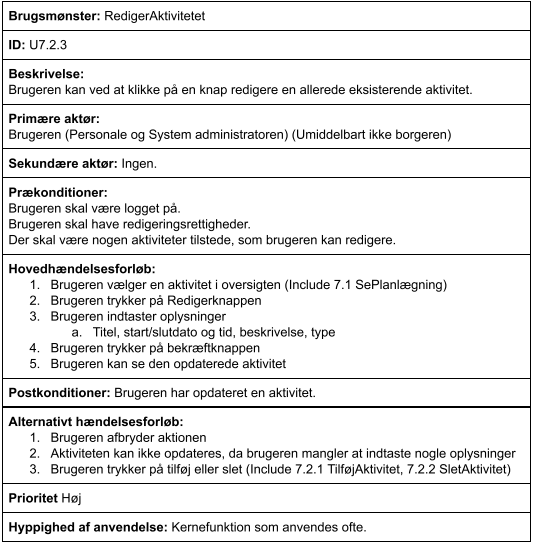 Brugsmønster: RedigerAktivitetet
ID: U7.2.3
Beskrivelse:
Brugeren kan ved at klikke på en knap redigere en allerede eksisterende aktivitet.
Primære aktør:
Brugeren (Personale og System administratoren) (Umiddelbart ikke borgeren)
Sekundære aktør: Ingen.
Prækonditioner:
Brugeren skal være logget på.
Brugeren skal have redigeringsrettigheder.
Der skal være nogen aktiviteter tilstede, som brugeren kan redigere.
Hovedhændelsesforløb:
1. Brugeren vælger en aktivitet i oversigten (Include 7.1 SePlanlægning)
2. Brugeren trykker på Redigerknappen
3. Brugeren indtaster oplysninger
a. Titel, start/slutdato og tid, beskrivelse, type
4. Brugeren trykker på bekræftknappen
5. Brugeren kan se den opdaterede aktivitet
Postkonditioner: Brugeren har opdateret en aktivitet.
Alternativt hændelsesforløb:
1. Brugeren afbryder aktionen
2. Aktiviteten kan ikke opdateres, da brugeren mangler at indtaste nogle oplysninger
3. Brugeren trykker på tilføj eller slet (Include 7.2.1 TilføjAktivitet, 7.2.2 SletAktivitet)
Prioritet Høj
Hyppighed af anvendelse: Kernefunktion som anvendes ofte.